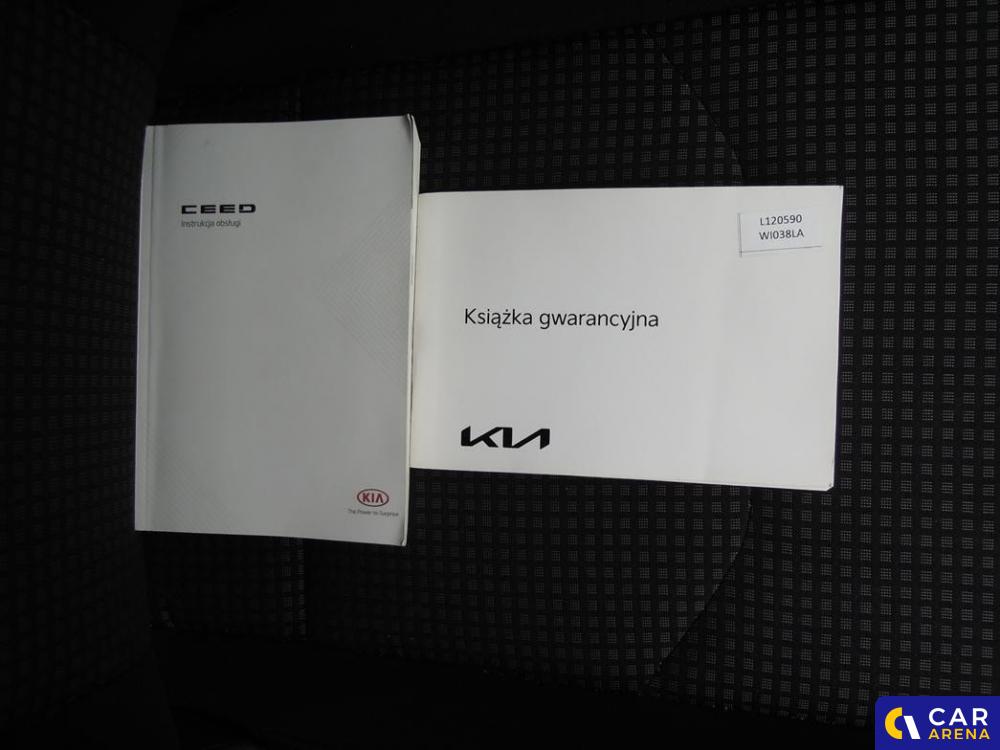 CEED
Instrukcja obsługi
KIA
The Power to Surprise
L120590
WI038LA
Książka gwarancyjna
KIA
CAR
ARENA